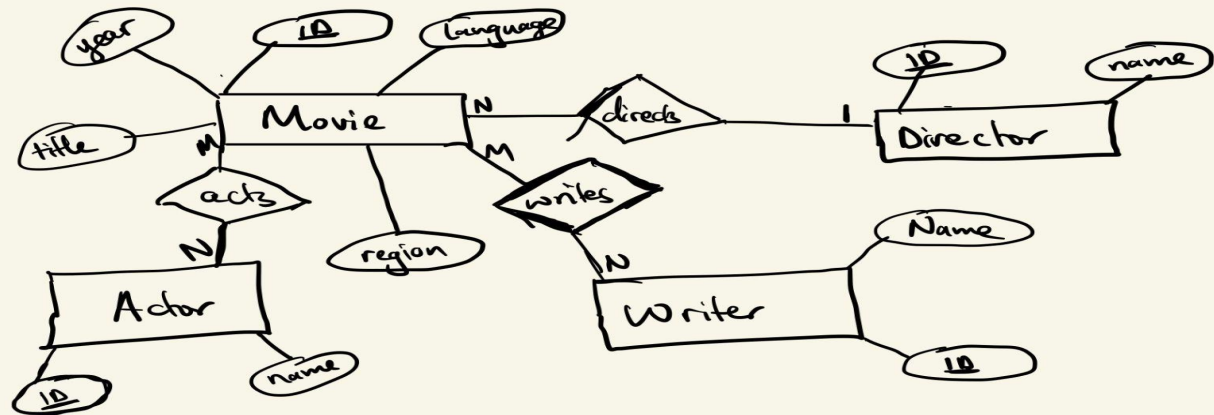 year
ID
Language
ID
name
Movie
N
directs
1
Director
title
M
M
acts
writes
Name
N
region
N
Actor
Writer
name
ID
ID